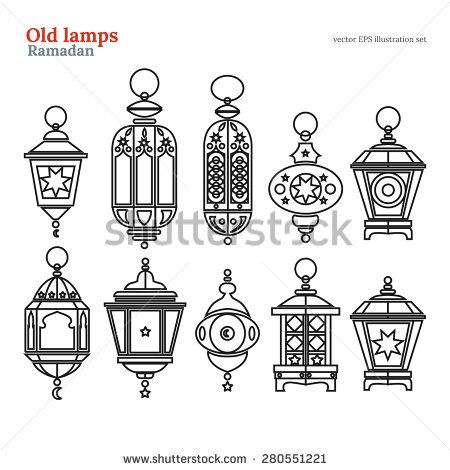 Old lamps
Ramadan
vector EPS illustration set
shutterstock
www.shutterstock.com · 280551221